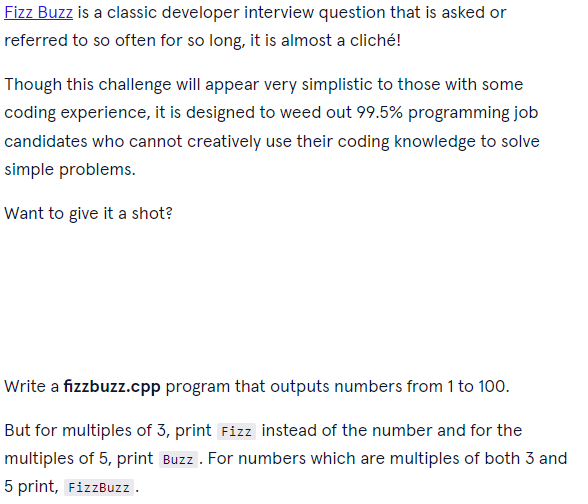 Fizz Buzz is a classic developer interview question that is asked or
referred to so often for so long, it is almost a cliché!
Though this challenge will appear very simplistic to those with some
coding experience, it is designed to weed out 99.5% programming job
candidates who cannot creatively use their coding knowledge to solve
simple problems.
Want to give it a shot?
Write a fizzbuzz.cpp program that outputs numbers from 1 to 100.
But for multiples of 3, print Fizz instead of the number and for the
multiples of 5, print Buzz . For numbers which are multiples of both 3 and
5 print, FizzBuzz .